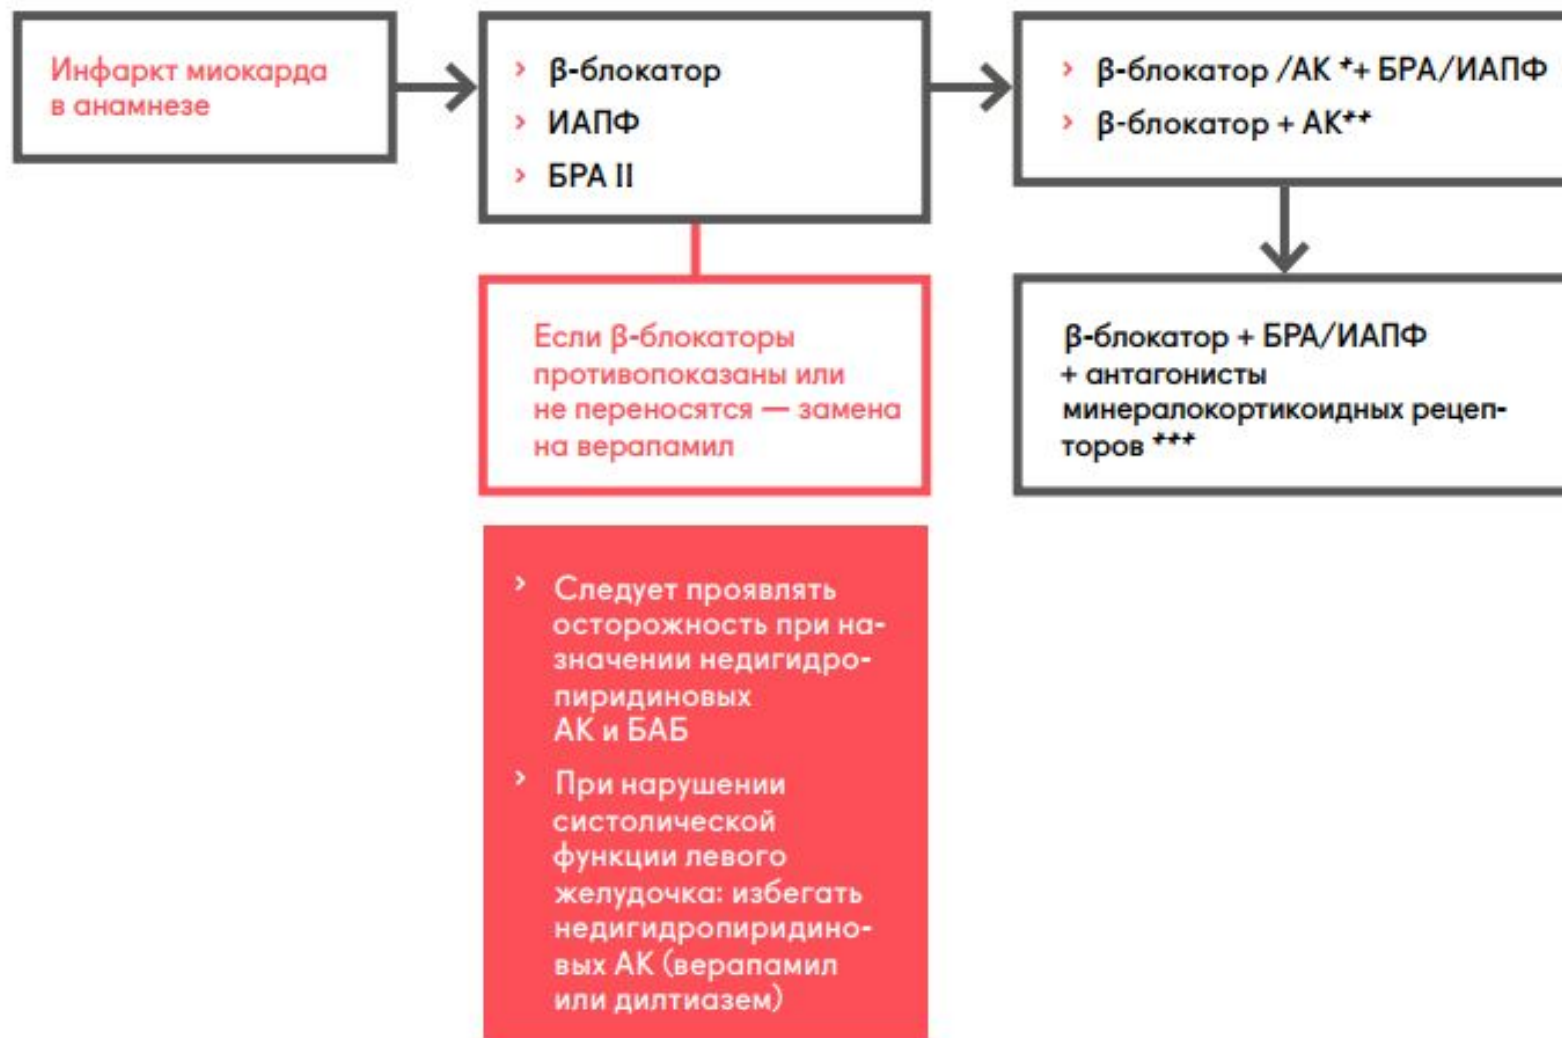 Инфаркт миокарда
в анамнезе
› β-блокатор
› ИАПФ
› БРА II
› β-блокатор /АК *+ БРА/ИАПФ
› β-блокатор + АК**
Если β-блокаторы
противопоказаны или
не переносятся — замена
на верапамил
β-блокатор + БРА/ИАПФ
+ антагонисты
минералокортикоидных рецеп-
торов ***
› Следует проявлять
осторожность при на-
значении недигидро-
пиридиновых
АК и БАБ
› При нарушении
систолической
функции левого
желудочка: избегать
недигидропиридино-
вых АК (верапамил
или дилтиазем)